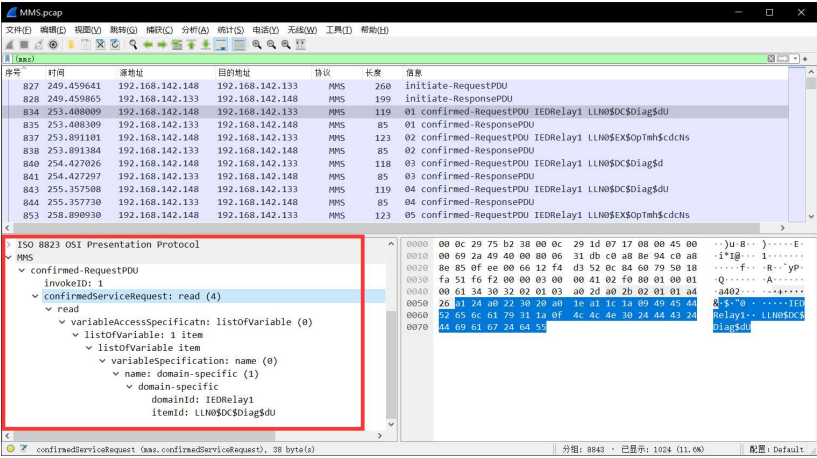 MMS.pcap
文件(F) 编辑(E) 视图(V) 跳转(G) 捕获(C) 分析(A) 统计(S) 电话(Y) 无线(W) 工具(T) 帮助(H)
(mms)
序号 时间 源地址 目的地址 协议 长度 信息
827 249.459641 192.168.142.148 192.168.142.133 MMS 260 initiate-RequestPDU
828 249.459865 192.168.142.133 192.168.142.148 MMS 199 initiate-ResponsePDU
834 253.408009 192.168.142.148 192.168.142.133 MMS 119 01 confirmed-RequestPDU IEDRelay1 LLN0$DC$Diag$dU
835 253.408309 192.168.142.133 192.168.142.148 MMS 85 01 confirmed-ResponsePDU
837 253.891101 192.168.142.148 192.168.142.133 MMS 123 02 confirmed-RequestPDU IEDRelay1 LLN0$EX$OpTmh$cdcNs
838 253.891384 192.168.142.133 192.168.142.148 MMS 85 02 confirmed-ResponsePDU
840 254.427026 192.168.142.148 192.168.142.133 MMS 118 03 confirmed-RequestPDU IEDRelay1 LLN0$DC$Diag$d
841 254.427297 192.168.142.133 192.168.142.148 MMS 85 03 confirmed-ResponsePDU
843 255.357508 192.168.142.148 192.168.142.133 MMS 119 04 confirmed-RequestPDU IEDRelay1 LLN0$DC$Diag$dU
844 255.357730 192.168.142.133 192.168.142.148 MMS 85 04 confirmed-ResponsePDU
853 258.890930 192.168.142.148 192.168.142.133 MMS 123 05 confirmed-RequestPDU IEDRelay1 LLN0$EX$OpTmh$cdcNs
ISO 8823 OSI Presentation Protocol
MMS
confirmed-RequestPDU
invokeID: 1
confirmedServiceRequest: read (4)
read
variableAccessSpecificatn: listOfVariable (0)
listOfVariable: 1 item
listOfVariable item
variableSpecification: name (0)
name: domain-specific (1)
domain-specific
domainId: IEDRelay1
itemId: LLN0$DC$Diag$dU
0000 00 0c 29 75 b2 38 00 0c 29 1d 07 17 08 00 45 00 ··)u·8·· )·····E·
0010 00 69 2a 49 40 00 80 06 31 db c0 a8 8e 94 c0 a8 ·i*I@··· 1·······
0020 8e 85 0f ee 00 66 12 f4 d3 52 0c 84 60 79 50 18 ·····f·· ·R··`yP·
0030 fa 51 f6 f2 00 00 03 00 00 41 02 f0 80 01 00 01 ·Q······ ·A······
0040 00 61 34 30 32 02 01 03 a0 2d a0 2b 02 01 01 a4 ·a402··· ·-·+····
0050 26 a1 24 a0 22 30 20 a0 1e a1 1c 1a 09 49 45 44 &·$·"0 · ·····IED
0060 52 65 6c 61 79 31 1a 0f 4c 4c 4e 30 24 44 43 24 Relay1·· LLN0$DC$
0070 44 69 61 67 24 64 55 Diag$dU
confirmedServiceRequest (mms.confirmedServiceRequest), 38 byte(s) 分组: 8843 · 已显示: 1024 (11.6%) 配置: Default